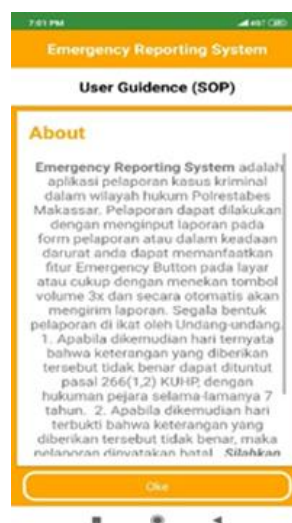 7:01 PM
Emergency Reporting System
User Guidence (SOP)
About
Emergency Reporting System adalah
aplikasi pelaporan kasus kriminal
dalam wilayah hukum Polrestabes
Makassar. Pelaporan dapat dilakukan
dengan menginput laporan pada
form pelaporan atau dalam keadaan
darurat anda dapat memanfaatkan
fitur Emergency Button pada layar
atau cukup dengan menekan tombol
volume 3x dan secara otomatis akan
mengirim laporan. Segala bentuk
pelaporan di ikat oleh Undang-undang.
1. Apabila dikemudian hari ternyata
bahwa keterangan yang diberikan
tersebut tidak benar dapat dituntut
pasal 266(1,2) KUHP, dengan
hukuman pejara selama-lamanya 7
tahun. 2. Apabila dikemudian hari
terbukti bahwa keterangan yang
diberikan tersebut tidak benar, maka
pelaporan dinyatakan batal. Silahkan
Oke